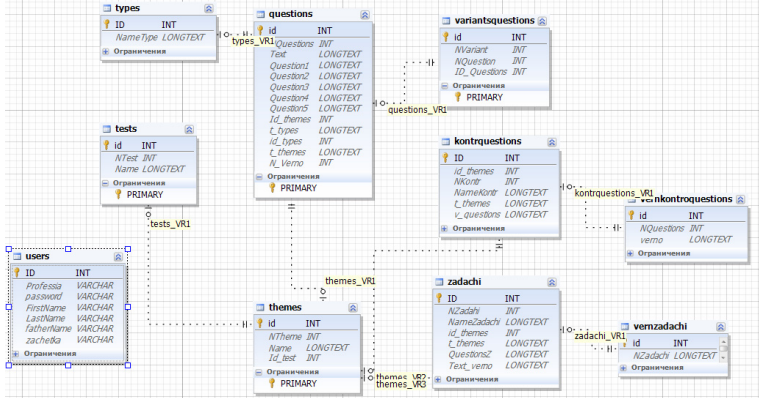 types
ID INT
NameType LONGTEXT
Ограничения
types_VR1
questions
id INT
Questions INT
Text LONGTEXT
Question1 LONGTEXT
Question2 LONGTEXT
Question3 LONGTEXT
Question4 LONGTEXT
Question5 LONGTEXT
Id_themes INT
t_types LONGTEXT
id_types INT
t_themes LONGTEXT
N_Verno INT
Ограничения
PRIMARY
variantsquestions
id INT
NVariant INT
NQuestion INT
ID_Questions INT
Ограничения
PRIMARY
questions_VR1
tests
id INT
NTest INT
Name LONGTEXT
Ограничения
PRIMARY
tests_VR1
kontrquestions
ID INT
id_themes INT
NKontr INT
NameKontr LONGTEXT
t_themes LONGTEXT
v_questions LONGTEXT
Ограничения
kontrquestions_VR1
vernkontroquestions
id INT
NQuestions INT
verno LONGTEXT
Ограничения
users
ID INT
Professia VARCHAR
password VARCHAR
FirstName VARCHAR
LastName VARCHAR
fatherName VARCHAR
zachetka VARCHAR
Ограничения
themes_VR1
themes
id INT
NTheme INT
Name LONGTEXT
Id_test INT
Ограничения
PRIMARY
themes_VR2
themes_VR3
zadachi
ID INT
NZadahi INT
NameZadachi LONGTEXT
id_themes INT
t_themes LONGTEXT
QuestionsZ LONGTEXT
Text_verno LONGTEXT
Ограничения
zadachi_VR1
vernzadachi
id INT
NZadachi LONGTEXT